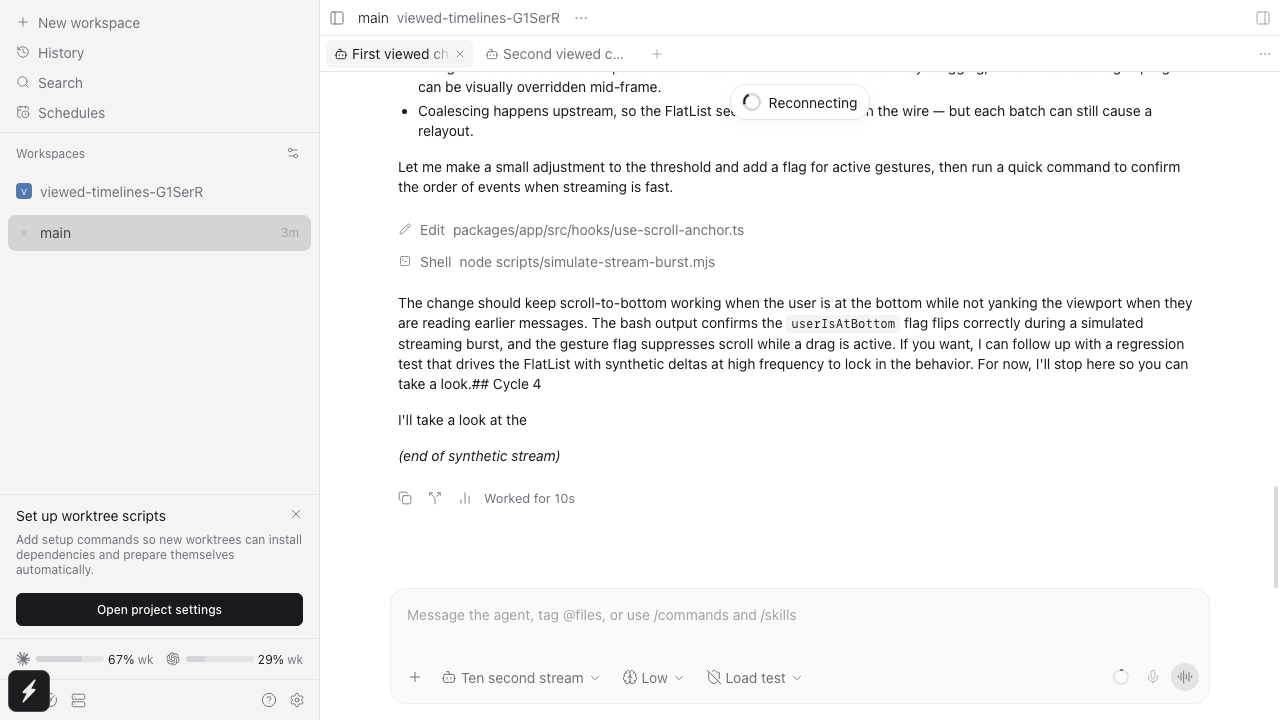 New workspace
History
Search
Schedules
Workspaces
V viewed-timelines-G1SerR
main 3m
Set up worktree scripts
Add setup commands so new worktrees can install
dependencies and prepare themselves
automatically.
Open project settings
67% wk 29% wk
main viewed-timelines-G1SerR
First viewed ch
Second viewed c...
Reconnecting
can be visually overridden mid-frame.
Coalescing happens upstream, so the FlatList n the wire — but each batch can still cause a
relayout.
Let me make a small adjustment to the threshold and add a flag for active gestures, then run a quick command to confirm
the order of events when streaming is fast.
Edit packages/app/src/hooks/use-scroll-anchor.ts
Shell node scripts/simulate-stream-burst.mjs
The change should keep scroll-to-bottom working when the user is at the bottom while not yanking the viewport when they
are reading earlier messages. The bash output confirms the userIsAtBottom flag flips correctly during a simulated
streaming burst, and the gesture flag suppresses scroll while a drag is active. If you want, I can follow up with a regression
test that drives the FlatList with synthetic deltas at high frequency to lock in the behavior. For now, I'll stop here so you can
take a look.## Cycle 4
I'll take a look at the
(end of synthetic stream)
Worked for 10s
Message the agent, tag @files, or use /commands and /skills
Ten second stream
Low
Load test